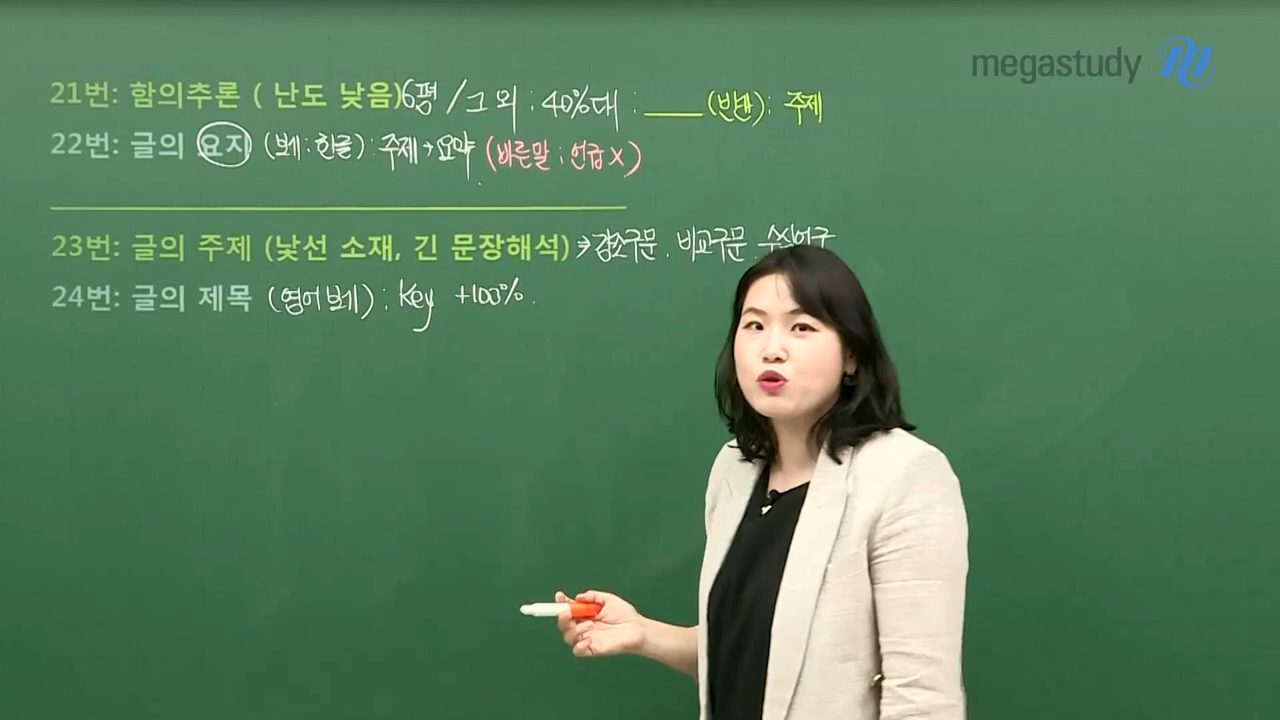 megastudy
21번: 함의추론 ( 난도 낮음) 6평 / 그 외 : 40%대 : ____ (빈칸) : 주제
22번: 글의 요지 (보기 : 한글) : 주제 → 요약 (바른말 ; 언급 X)
23번: 글의 주제 (낯선 소재, 긴 문장해석) ⇒ 강조구문, 비교구문, 수식어구
24번: 글의 제목 (영어 보기) ; key +100%.